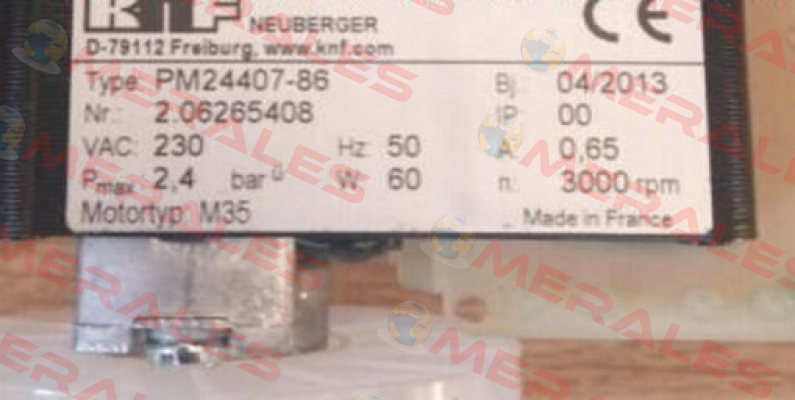 KNF NEUBERGER CE
D-79112 Freiburg, www.knf.com
Type: PM24407-86 Bj.: 04/2013
Nr.: 2.06265408 IP: 00
VAC: 230 Hz: 50 A: 0,65
Pmax: 2,4 bar ü W: 60 n: 3000 rpm
Motortyp: M35 Made in France
MERALES